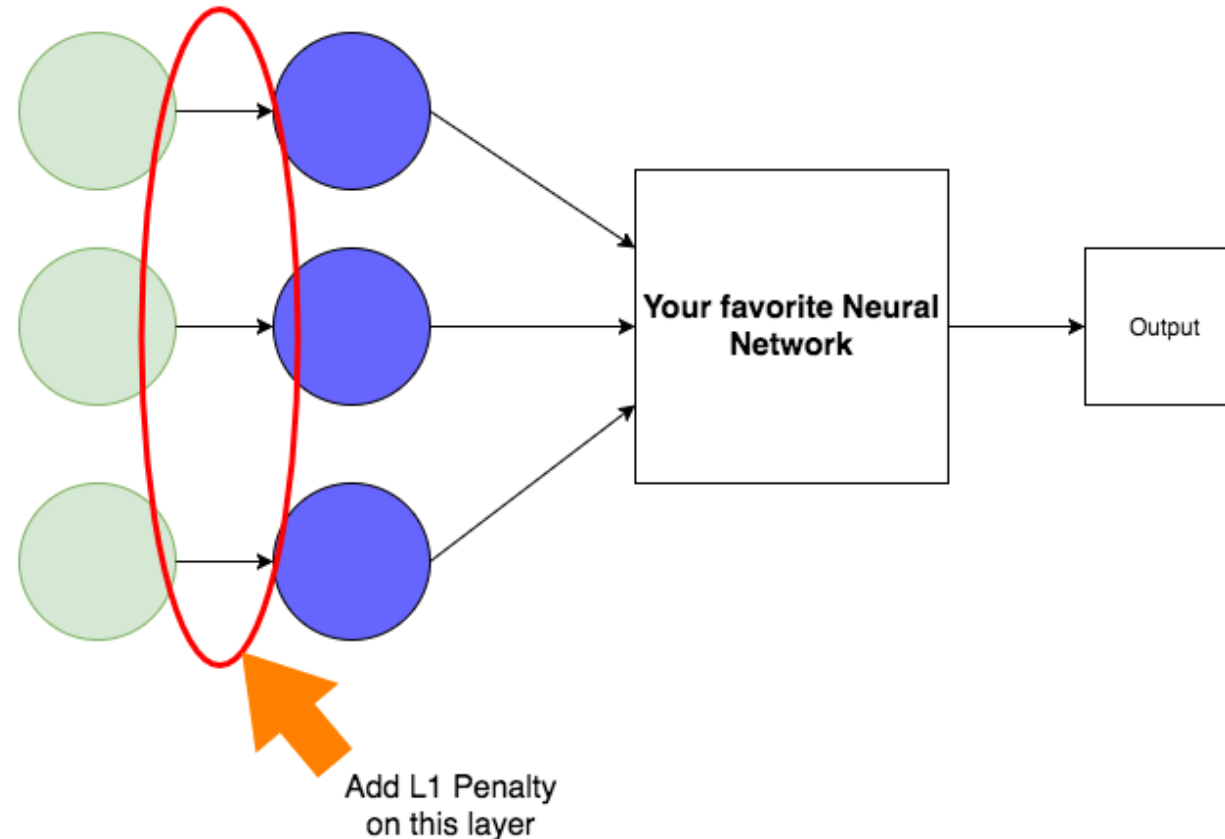 Your favorite Neural
Network
Output
Add L1 Penalty
on this layer